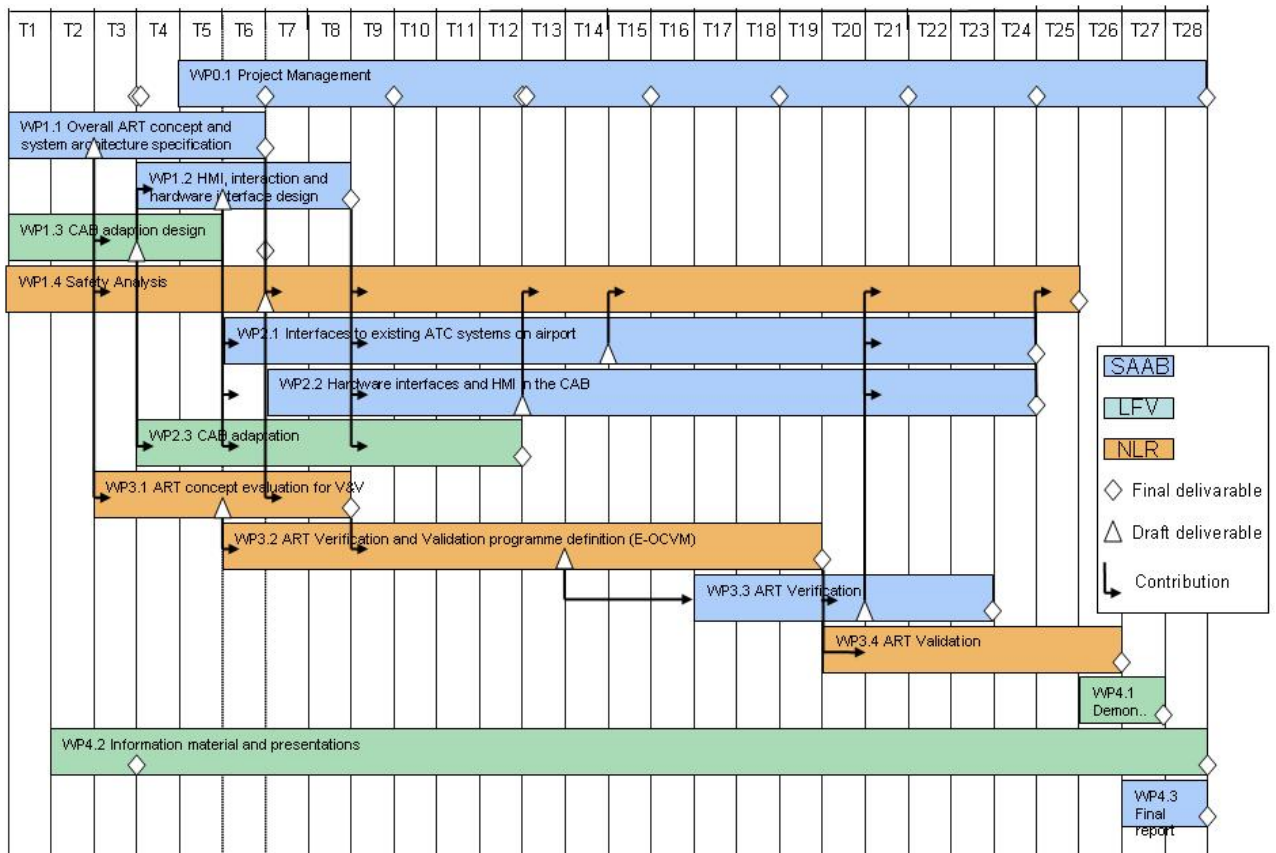 T1 T2 T3 T4 T5 T6 T7 T8 T9 T10 T11 T12 T13 T14 T15 T16 T17 T18 T19 T20 T21 T22 T23 T24 T25 T26 T27 T28
WP0.1 Project Management
WP1.1 Overall ART concept and
system architecture specification
WP1.2 HMI, interaction and
hardware interface design
WP1.3 CAB adaption design
WP1.4 Safety Analysis
WP2.1 Interfaces to existing ATC systems on airport
WP2.2 Hardware interfaces and HMI in the CAB
WP2.3 CAB adaptation
WP3.1 ART concept evaluation for V&V
WP3.2 ART Verification and Validation programme definition (E-OCVM)
WP3.3 ART Verification
WP3.4 ART Validation
WP4.1
Demon..
WP4.2 Information material and presentations
WP4.3
Final
report
SAAB
LFV
NLR
Final delivarable
Draft deliverable
Contribution